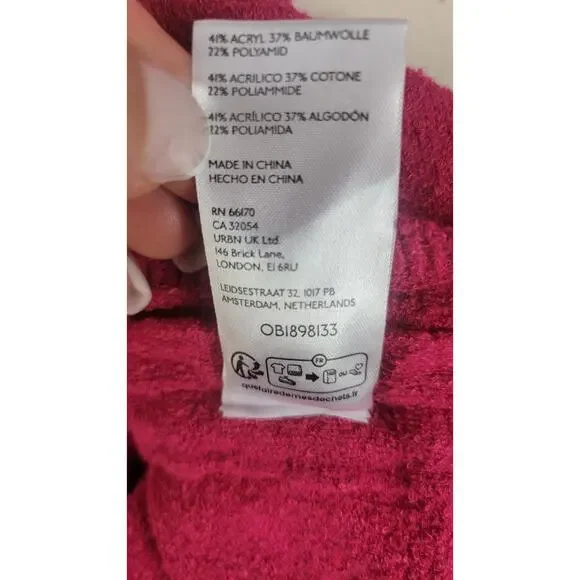 41% ACRYL 37% BAUMWOLLE
22% POLYAMID
41% ACRILICO 37% COTONE
22% POLIAMMIDE
41% ACRÍLICO 37% ALGODÓN
22% POLIAMIDA
MADE IN CHINA
HECHO EN CHINA
RN 66170
CA 32054
URBN UK Ltd.
146 Brick Lane,
LONDON, E1 6RU
LEIDSESTRAAT 32, 1017 PB
AMSTERDAM, NETHERLANDS
OB1898133
FR
OU
quefairedemesdechets.fr